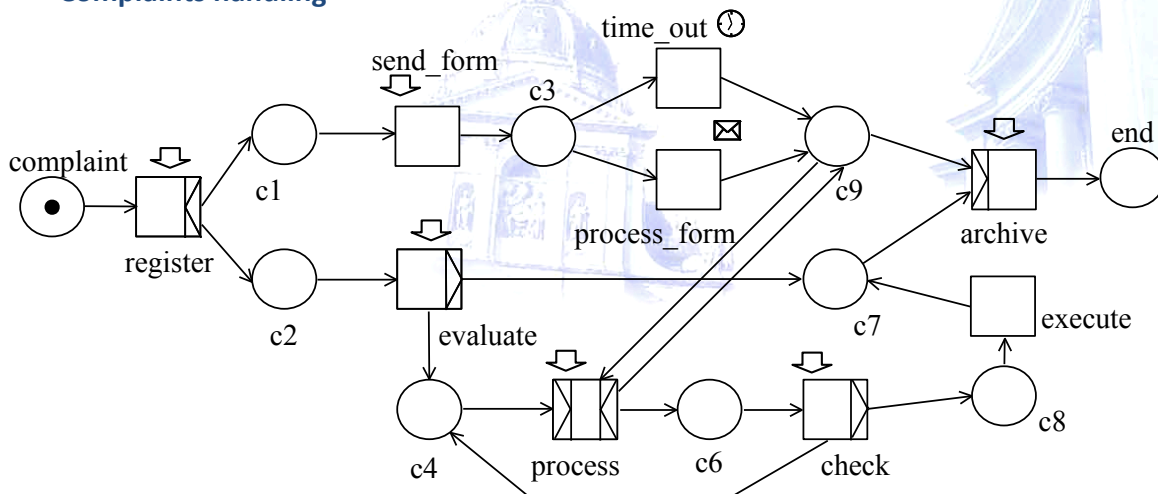 Complaints handling
time_out
send_form
c3
end
complaint
c1
c9
register
process_form
archive
c2
evaluate
c7
execute
c4
process
c6
check
c8